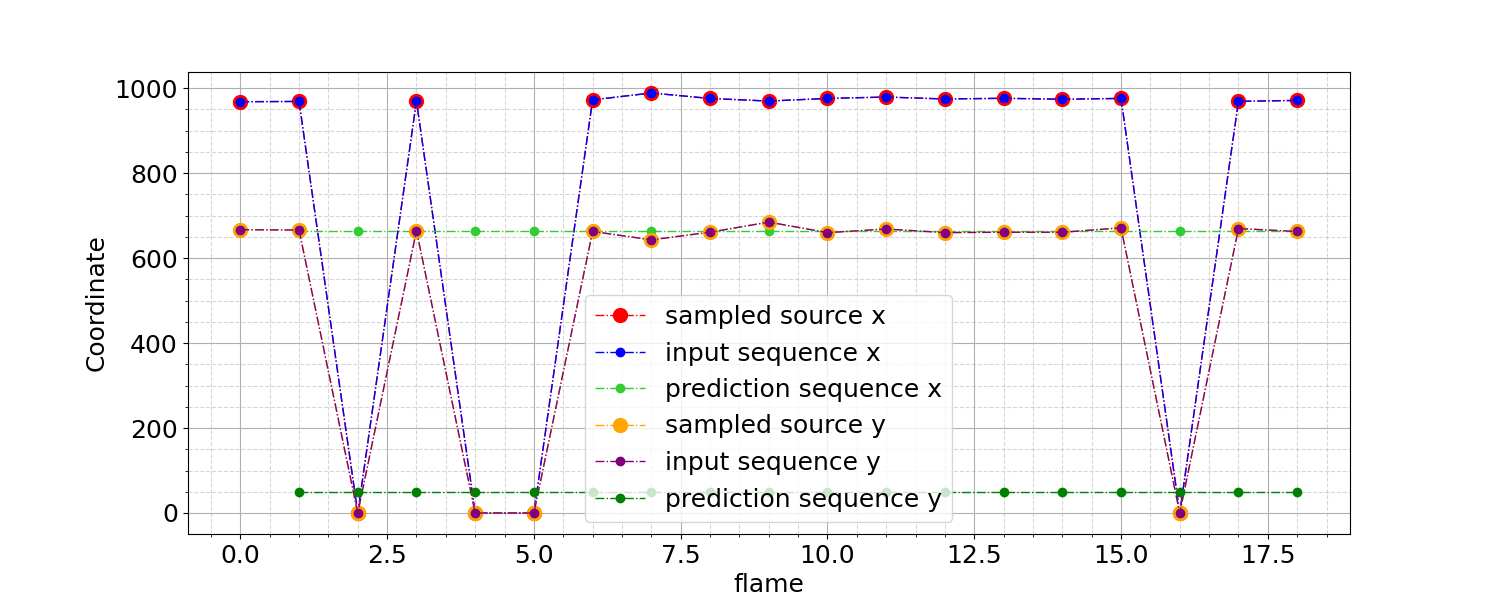 1000
800
600
400
200
0
Coordinate
sampled source x
input sequence x
prediction sequence x
sampled source y
input sequence y
prediction sequence y
0.0 2.5 5.0 7.5 10.0 12.5 15.0 17.5
flame